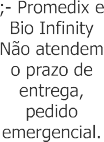 ;- Promedix e
Bio Infinity
Não atendem
o prazo de
entrega,
pedido
emergencial.